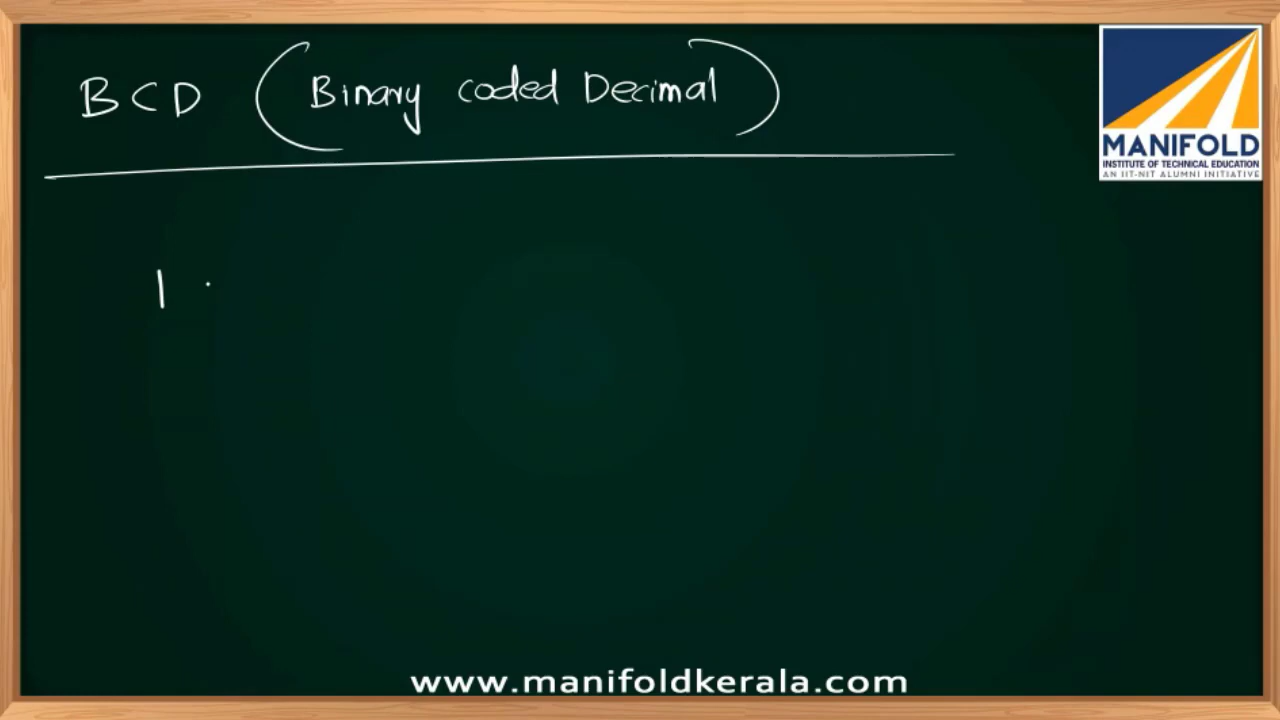 BCD (Binary coded Decimal)
1 .
MANIFOLD
INSTITUTE OF TECHNICAL EDUCATION
AN IIT-NIT ALUMNI INITIATIVE
www.manifoldkerala.com